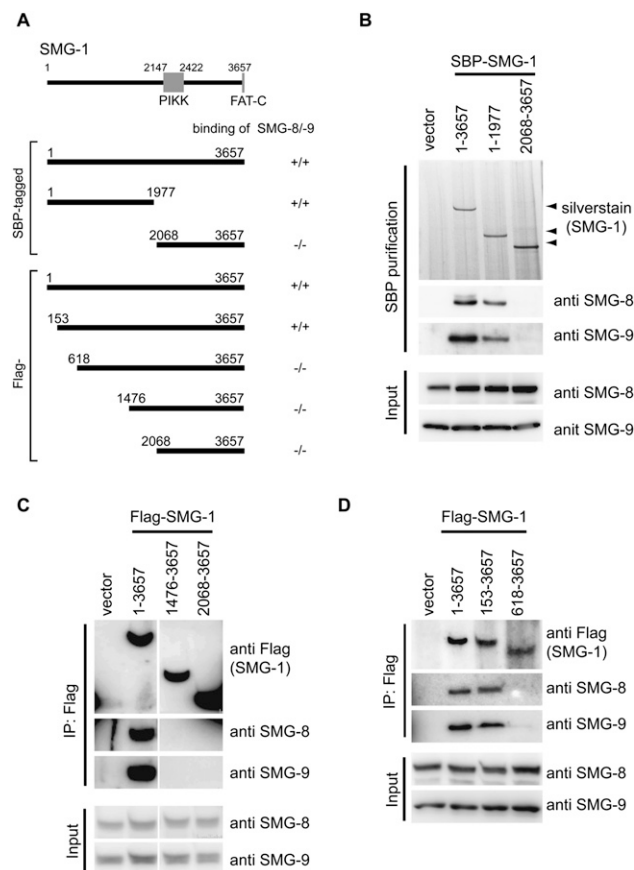 A
SMG-1
1 2147 2422 3657
PIKK FAT-C
binding of SMG-8/-9
SBP-tagged
1 3657 +/+
1 1977 +/+
2068 3657 -/-
Flag-
1 3657 +/+
153 3657 +/+
618 3657 -/-
1476 3657 -/-
2068 3657 -/-
B
SBP-SMG-1
vector 1-3657 1-1977 2068-3657
SBP purification
silverstain
(SMG-1)
anti SMG-8
anti SMG-9
Input
anti SMG-8
anit SMG-9
C
Flag-SMG-1
vector 1-3657 1476-3657 2068-3657
IP: Flag
anti Flag
(SMG-1)
anti SMG-8
anti SMG-9
Input
anti SMG-8
anti SMG-9
D
Flag-SMG-1
vector 1-3657 153-3657 618-3657
IP: Flag
anti Flag
(SMG-1)
anti SMG-8
anti SMG-9
Input
anti SMG-8
anti SMG-9